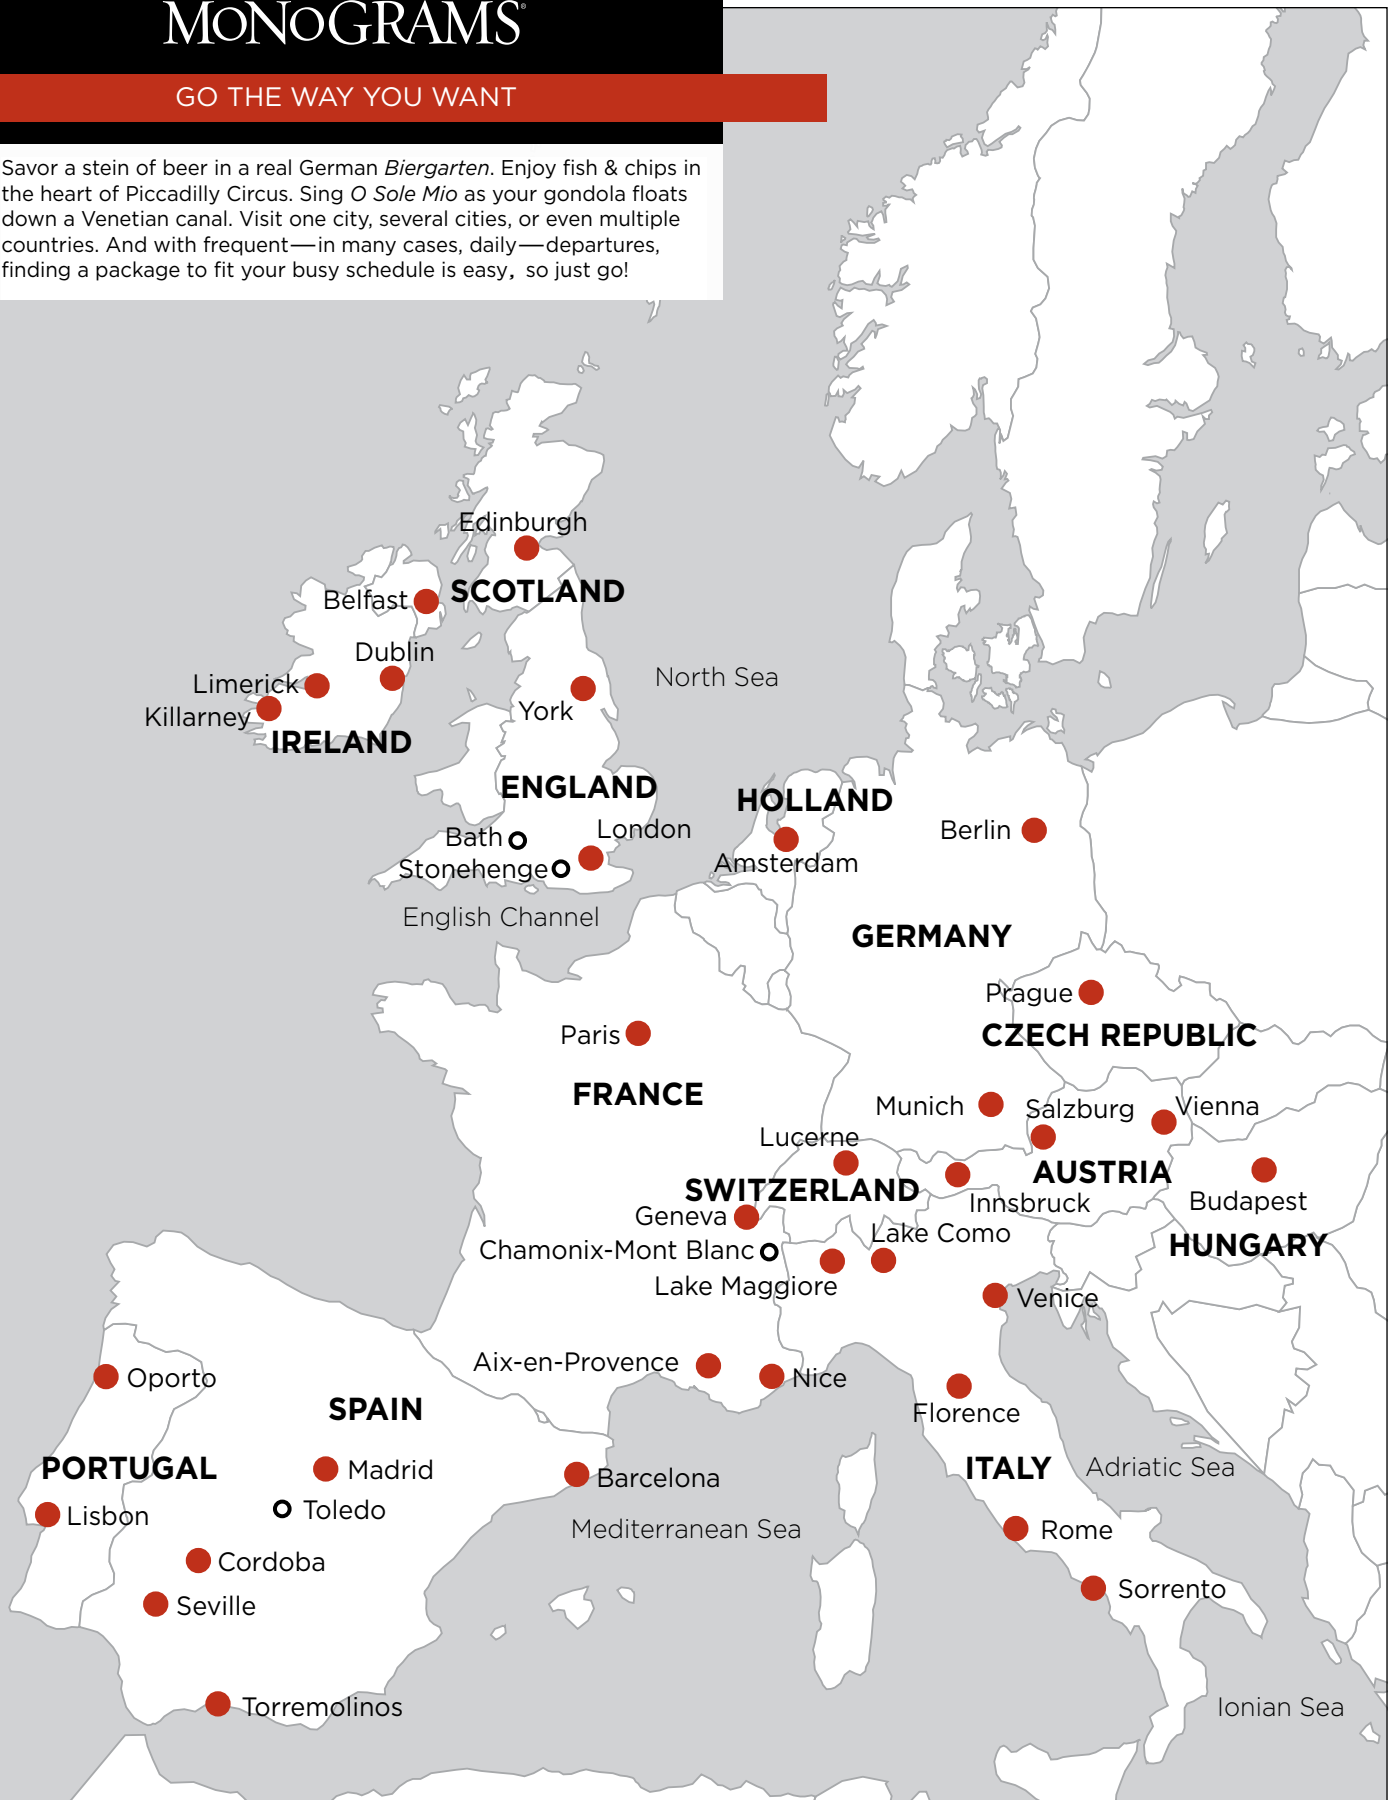 MONOGRAMS®
GO THE WAY YOU WANT
Savor a stein of beer in a real German Biergarten. Enjoy fish & chips in
the heart of Piccadilly Circus. Sing O Sole Mio as your gondola floats
down a Venetian canal. Visit one city, several cities, or even multiple
countries. And with frequent—in many cases, daily—departures,
finding a package to fit your busy schedule is easy, so just go!
Edinburgh
SCOTLAND
Belfast
Dublin
Limerick
Killarney
IRELAND
North Sea
York
ENGLAND
HOLLAND
London
Bath
Stonehenge
Berlin
Amsterdam
English Channel
GERMANY
Prague
CZECH REPUBLIC
Paris
FRANCE
Munich
Salzburg
Vienna
Lucerne
AUSTRIA
SWITZERLAND
Innsbruck
Budapest
Geneva
Lake Como
HUNGARY
Chamonix-Mont Blanc
Lake Maggiore
Venice
Aix-en-Provence
Nice
Oporto
SPAIN
Florence
PORTUGAL
Madrid
Barcelona
ITALY
Adriatic Sea
Toledo
Lisbon
Mediterranean Sea
Rome
Cordoba
Seville
Sorrento
Torremolinos
Ionian Sea